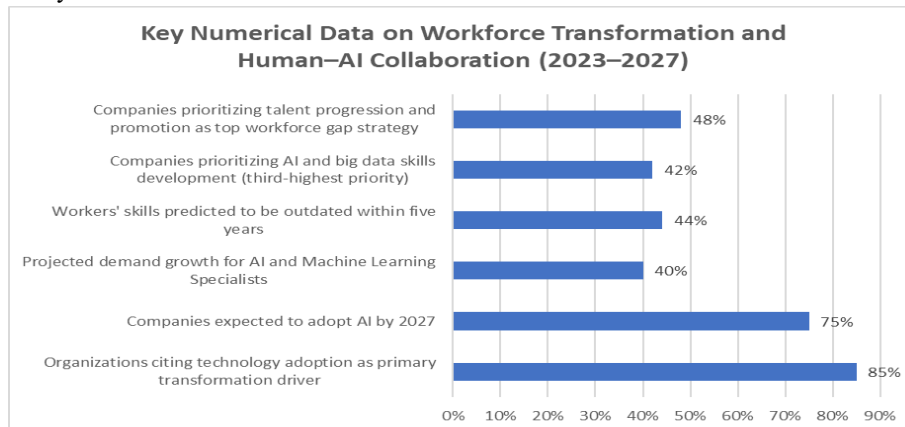 Key Numerical Data on Workforce Transformation and
Human–AI Collaboration (2023–2027)
Companies prioritizing talent progression and
promotion as top workforce gap strategy
48%
Companies prioritizing AI and big data skills
development (third-highest priority)
42%
Workers' skills predicted to be outdated within five
years
44%
Projected demand growth for AI and Machine Learning
Specialists
40%
Companies expected to adopt AI by 2027
75%
Organizations citing technology adoption as primary
transformation driver
85%
0% 10% 20% 30% 40% 50% 60% 70% 80% 90%